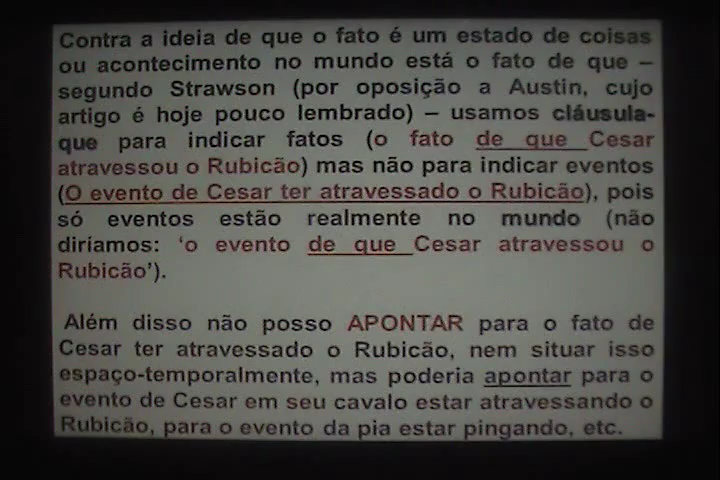 Contra a ideia de que o fato é um estado de coisas
ou acontecimento no mundo está o fato de que –
segundo Strawson (por oposição a Austin, cujo
artigo é hoje pouco lembrado) – usamos cláusula-
que para indicar fatos (o fato de que Cesar
atravessou o Rubicão) mas não para indicar eventos
(O evento de Cesar ter atravessado o Rubicão), pois
só eventos estão realmente no mundo (não
diríamos: ‘o evento de que Cesar atravessou o
Rubicão’).
Além disso não posso APONTAR para o fato de
Cesar ter atravessado o Rubicão, nem situar isso
espaço-temporalmente, mas poderia apontar para o
evento de Cesar em seu cavalo estar atravessando o
Rubicão, para o evento da pia estar pingando, etc.